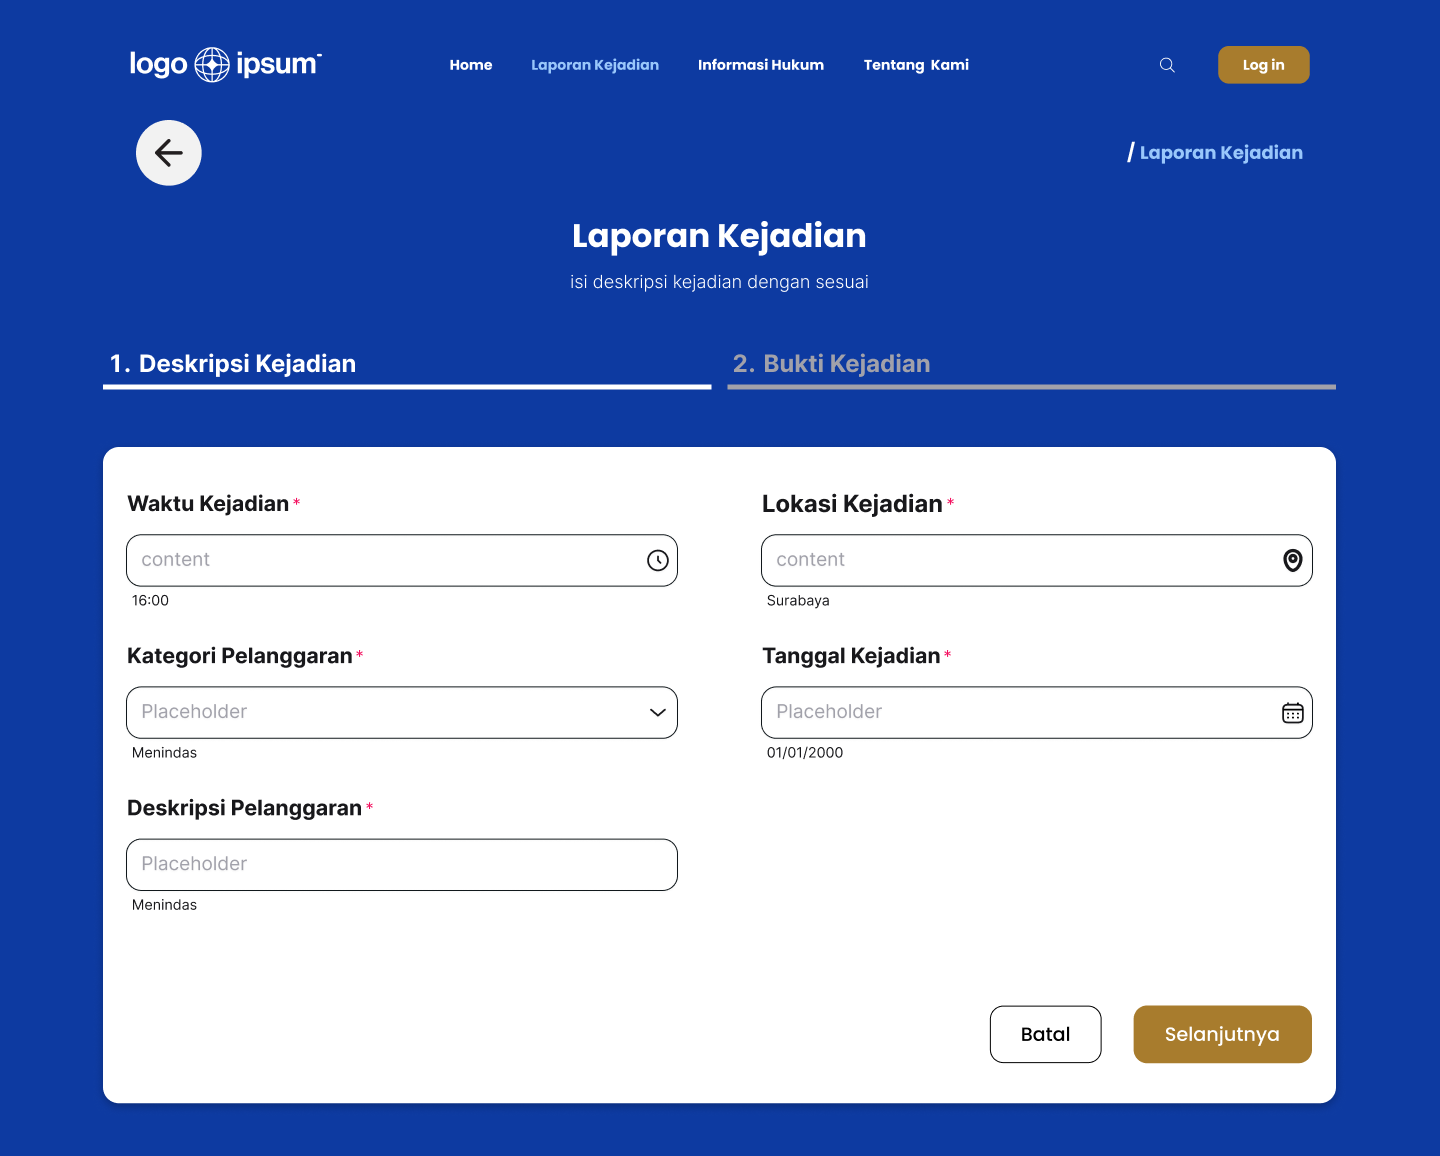 logo ipsum
Home Laporan Kejadian Informasi Hukum Tentang Kami Log in
/ Laporan Kejadian
Laporan Kejadian
isi deskripsi kejadian dengan sesuai
1. Deskripsi Kejadian 2. Bukti Kejadian
Waktu Kejadian * Lokasi Kejadian *
content content
16:00 Surabaya
Kategori Pelanggaran * Tanggal Kejadian *
Placeholder Placeholder
Menindas 01/01/2000
Deskripsi Pelanggaran *
Placeholder
Menindas
Batal Selanjutnya